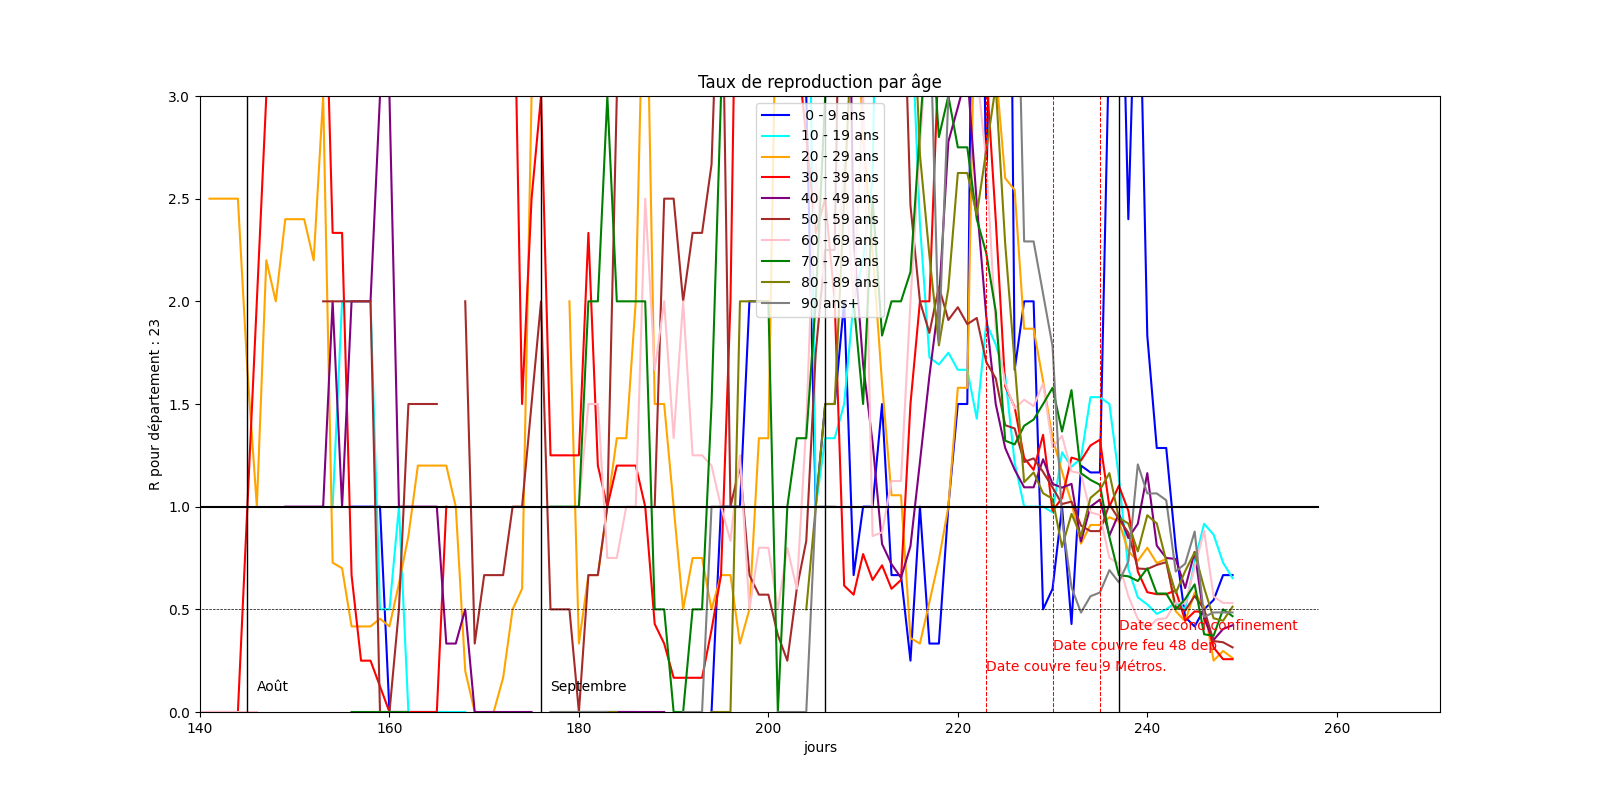 Taux de reproduction par âge
3.0
2.5
2.0
1.5
1.0
0.5
0.0
R pour département : 23
0 - 9 ans
10 - 19 ans
20 - 29 ans
30 - 39 ans
40 - 49 ans
50 - 59 ans
60 - 69 ans
70 - 79 ans
80 - 89 ans
90 ans+
Date second confinement
Date couvre feu 48 dep
Date couvre feu 9 Métros.
Août
Septembre
140
160
180
200
220
240
260
jours